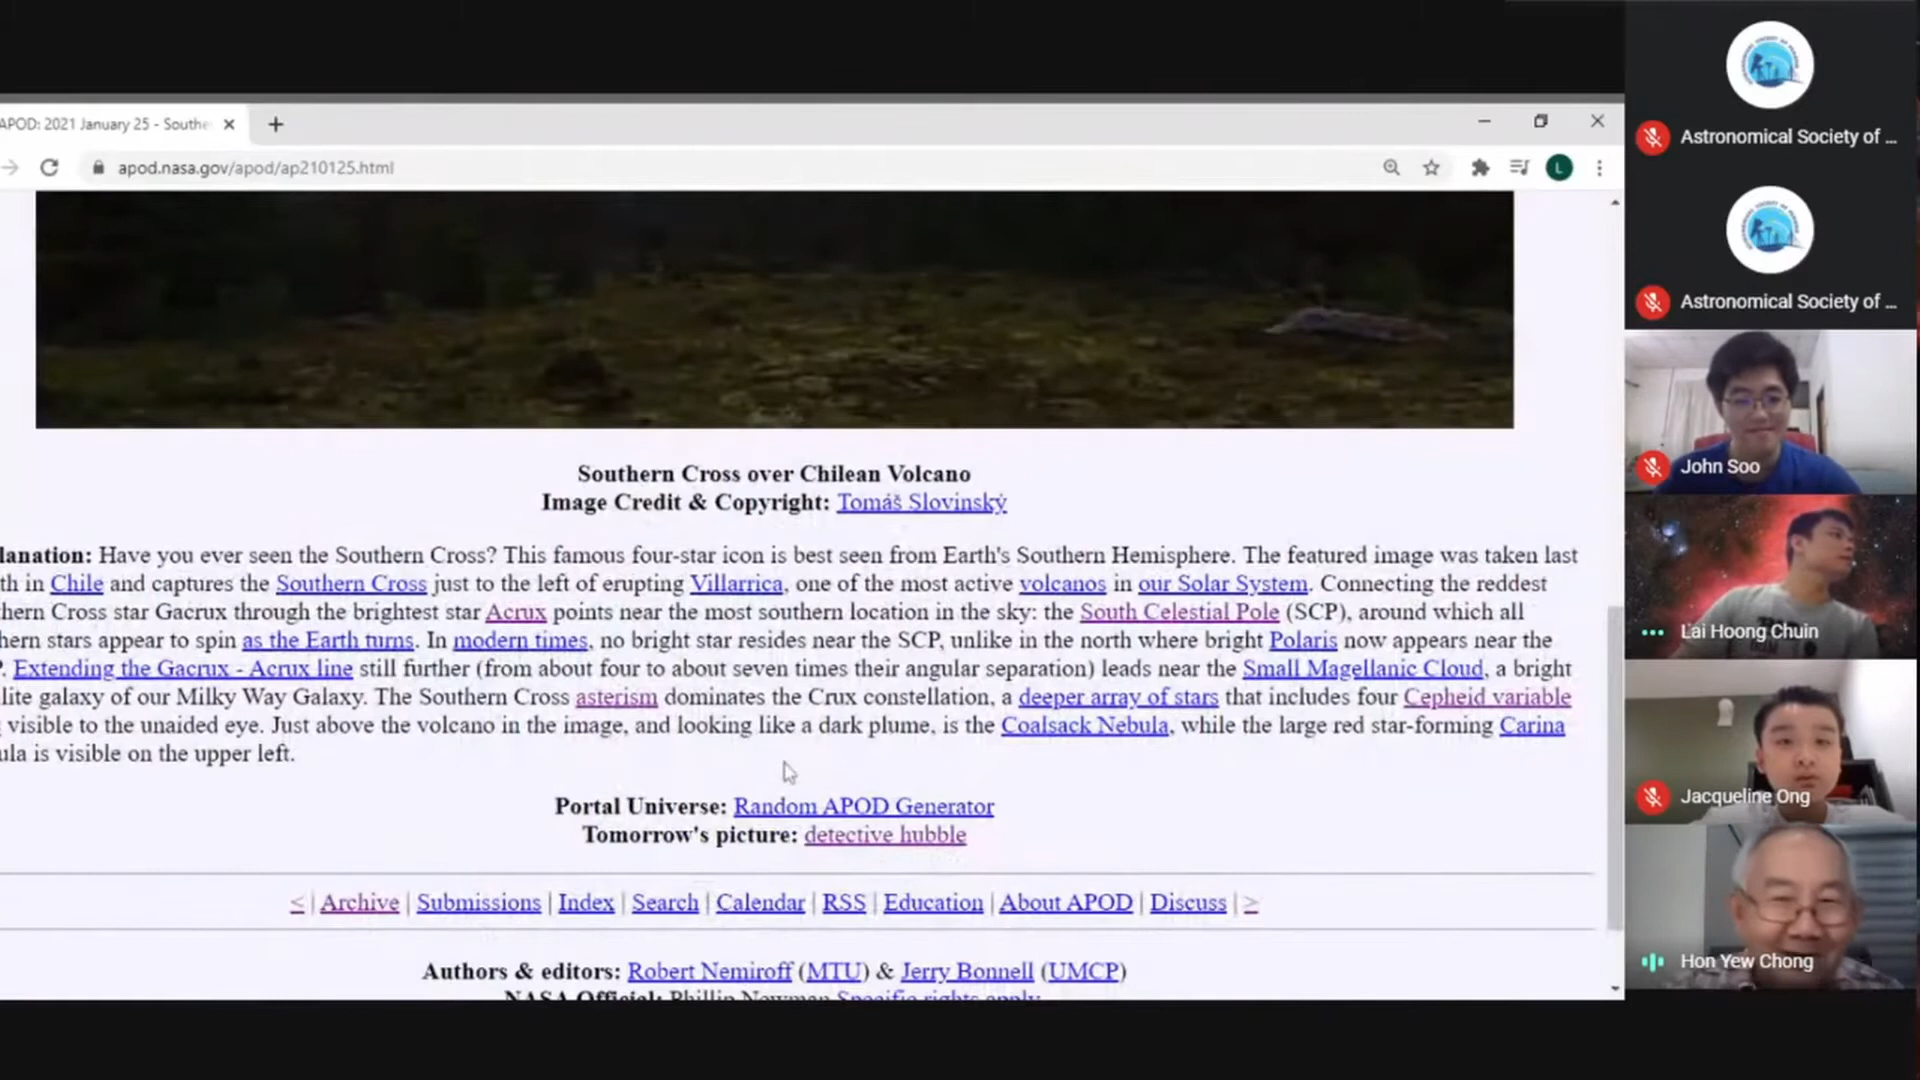 Astronomical Society of ...
APOD: 2021 January 25 - Southe
apod.nasa.gov/apod/ap210125.html
L
Astronomical Society of ...
John Soo
Southern Cross over Chilean Volcano
Image Credit & Copyright: Tomáš Slovinský
lanation: Have you ever seen the Southern Cross? This famous four-star icon is best seen from Earth's Southern Hemisphere. The featured image was taken last
th in Chile and captures the Southern Cross just to the left of erupting Villarrica, one of the most active volcanos in our Solar System. Connecting the reddest
hern Cross star Gacrux through the brightest star Acrux points near the most southern location in the sky: the South Celestial Pole (SCP), around which all
hern stars appear to spin as the Earth turns. In modern times, no bright star resides near the SCP, unlike in the north where bright Polaris now appears near the
. Extending the Gacrux - Acrux line still further (from about four to about seven times their angular separation) leads near the Small Magellanic Cloud, a bright
lite galaxy of our Milky Way Galaxy. The Southern Cross asterism dominates the Crux constellation, a deeper array of stars that includes four Cepheid variable
visible to the unaided eye. Just above the volcano in the image, and looking like a dark plume, is the Coalsack Nebula, while the large red star-forming Carina
ula is visible on the upper left.
Lai Hoong Chuin
Portal Universe: Random APOD Generator
Tomorrow's picture: detective hubble
Jacqueline Ong
< | Archive | Submissions | Index | Search | Calendar | RSS | Education | About APOD | Discuss | >
Authors & editors: Robert Nemiroff (MTU) & Jerry Bonnell (UMCP)
NASA Official: Phillip Newman Specific rights apply
Hon Yew Chong